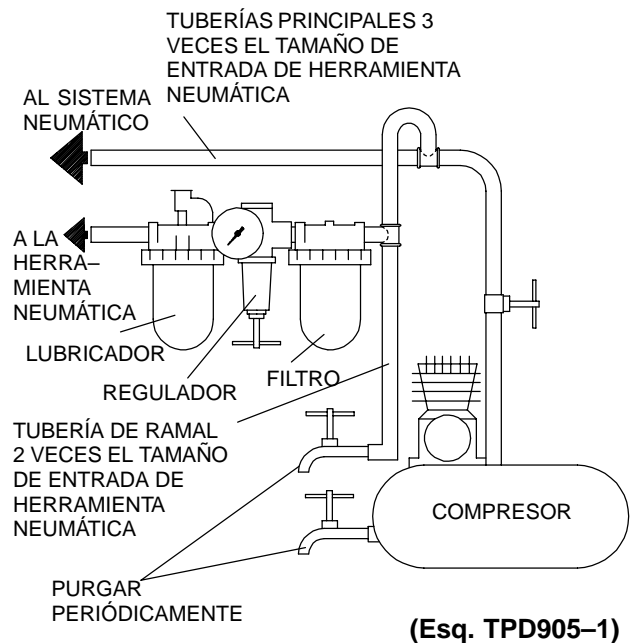 TUBERÍAS PRINCIPALES 3
VECES EL TAMAÑO DE
ENTRADA DE HERRAMIENTA
NEUMÁTICA
AL SISTEMA
NEUMÁTICO
A LA
HERRA–
MIENTA
NEUMÁTICA
LUBRICADOR
REGULADOR
FILTRO
TUBERÍA DE RAMAL
2 VECES EL TAMAÑO
DE ENTRADA DE
HERRAMIENTA
NEUMÁTICA
COMPRESOR
PURGAR
PERIÓDICAMENTE
(Esq. TPD905–1)